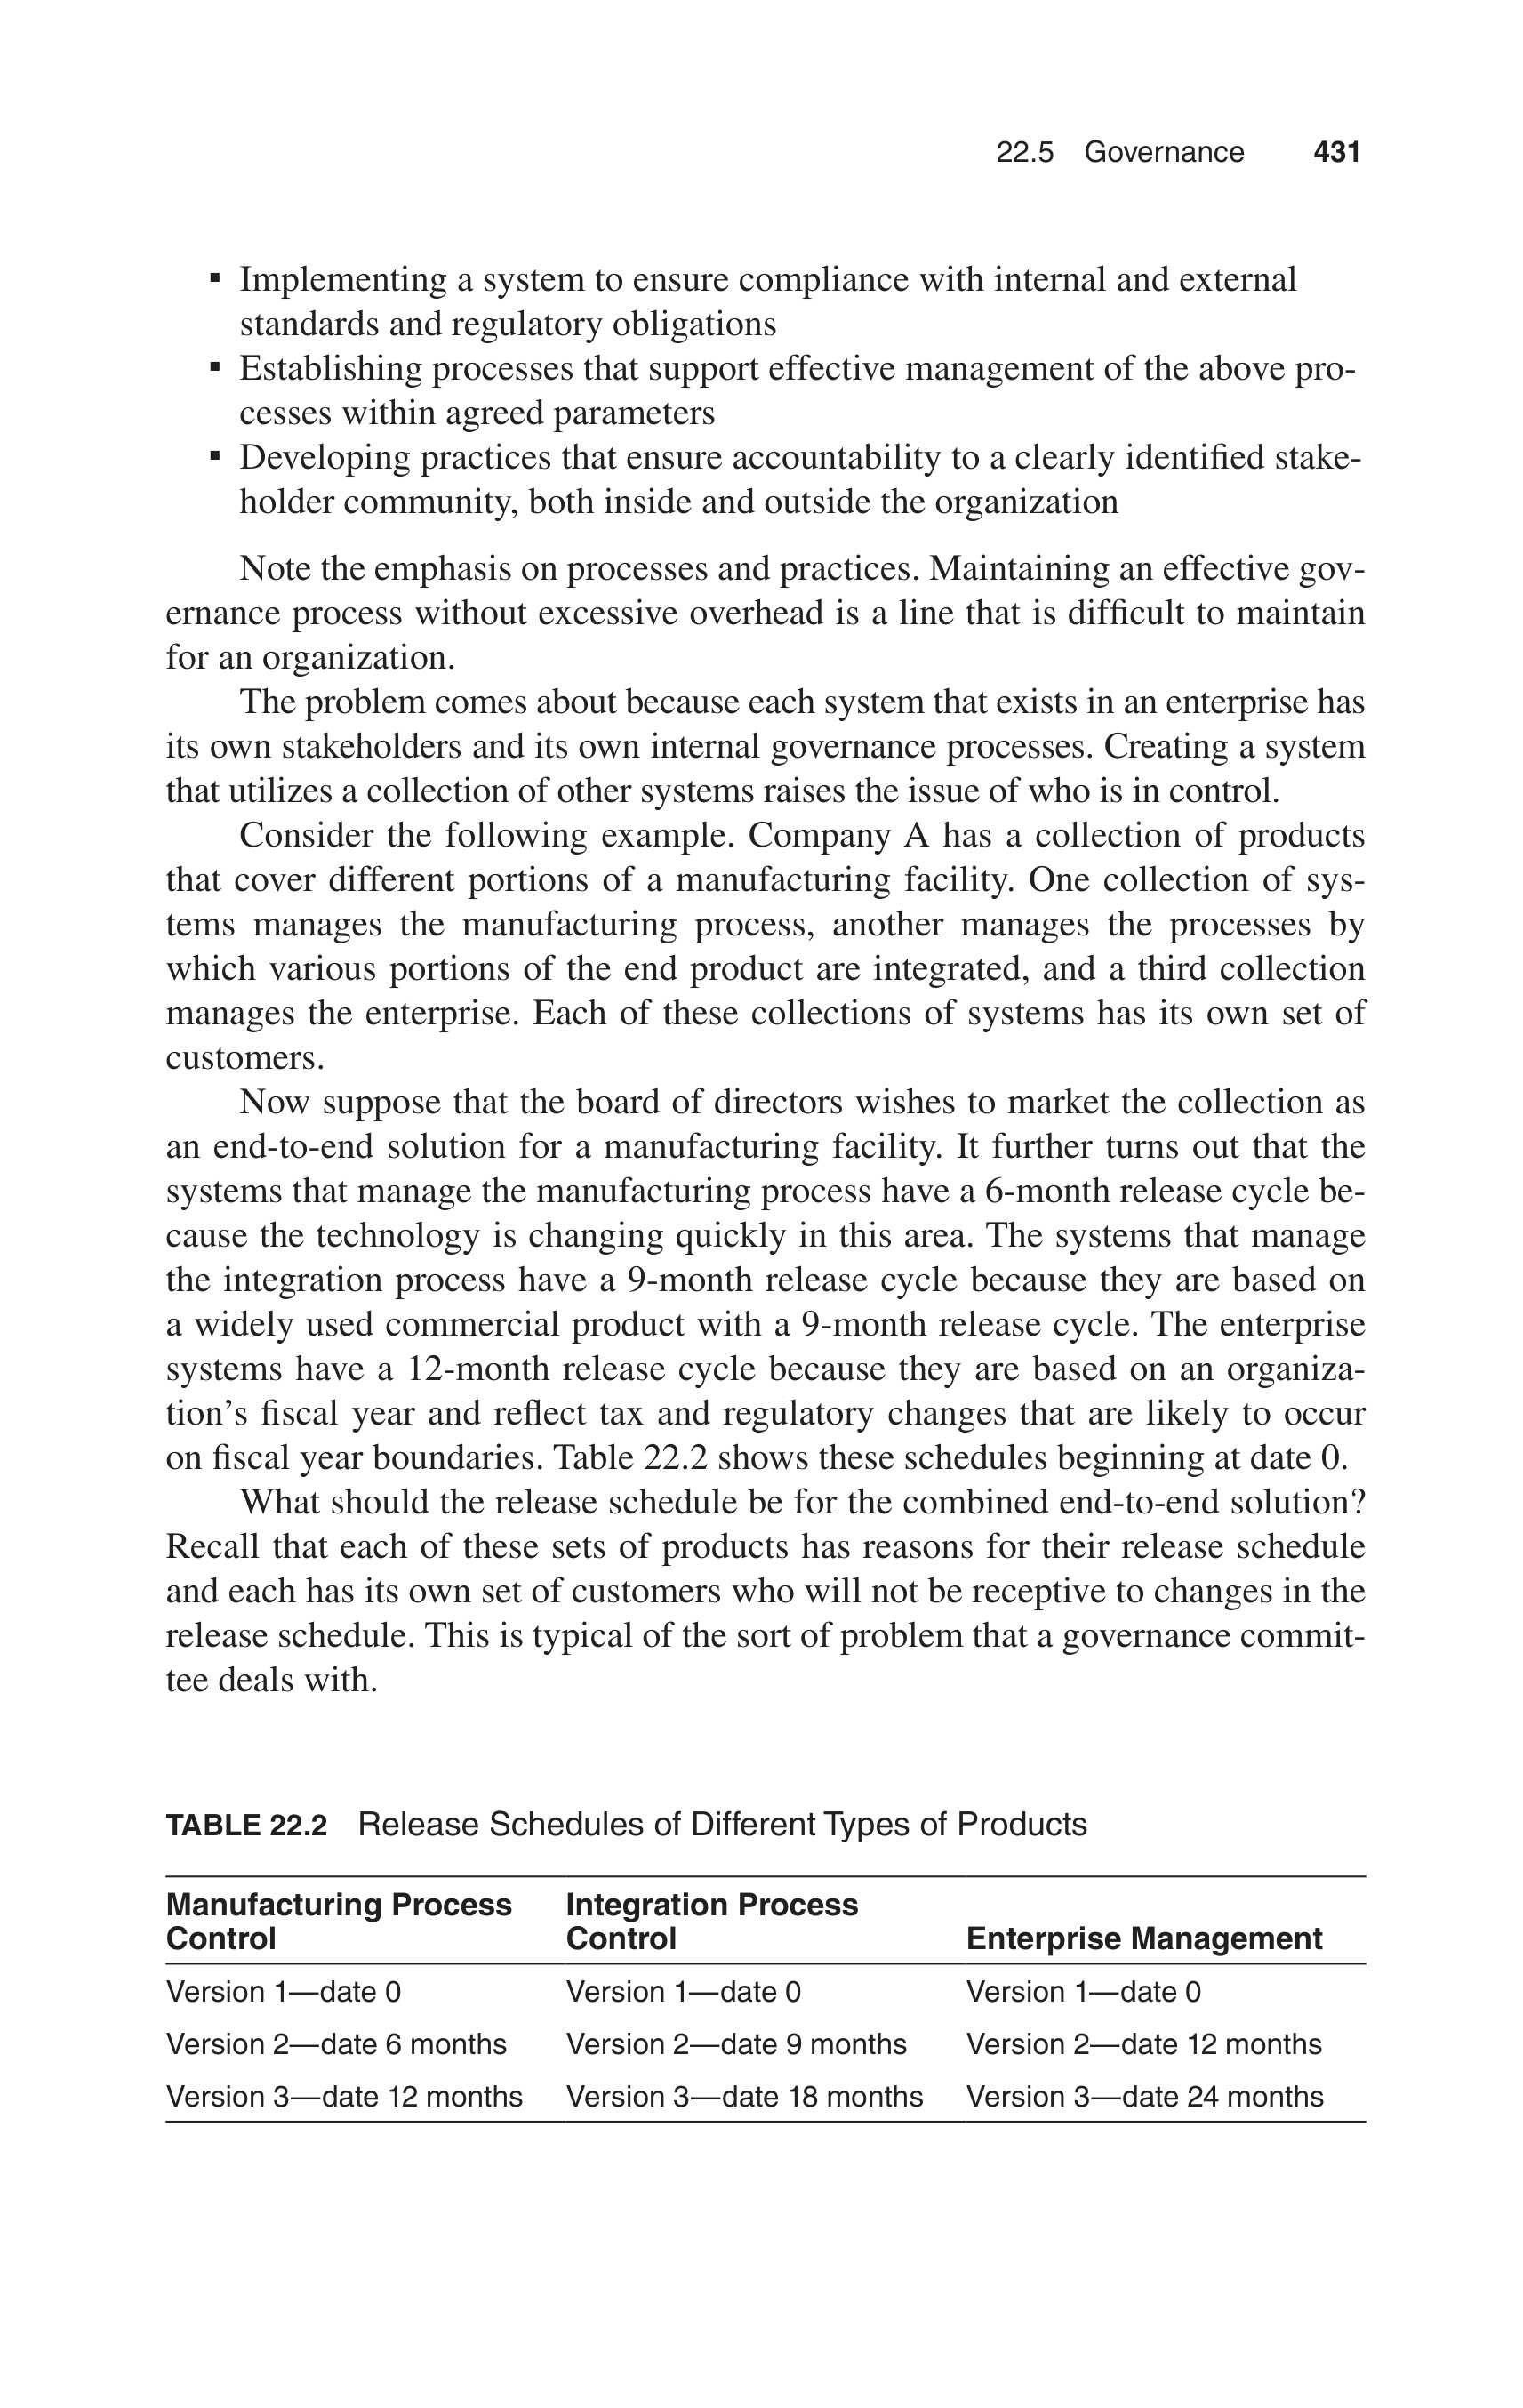 22.5 Governance 431
▪ Implementing a system to ensure compliance with internal and external
standards and regulatory obligations
▪ Establishing processes that support effective management of the above pro-
cesses within agreed parameters
▪ Developing practices that ensure accountability to a clearly identified stake-
holder community, both inside and outside the organization
Note the emphasis on processes and practices. Maintaining an effective gov-
ernance process without excessive overhead is a line that is difficult to maintain
for an organization.
The problem comes about because each system that exists in an enterprise has
its own stakeholders and its own internal governance processes. Creating a system
that utilizes a collection of other systems raises the issue of who is in control.
Consider the following example. Company A has a collection of products
that cover different portions of a manufacturing facility. One collection of sys-
tems manages the manufacturing process, another manages the processes by
which various portions of the end product are integrated, and a third collection
manages the enterprise. Each of these collections of systems has its own set of
customers.
Now suppose that the board of directors wishes to market the collection as
an end-to-end solution for a manufacturing facility. It further turns out that the
systems that manage the manufacturing process have a 6-month release cycle be-
cause the technology is changing quickly in this area. The systems that manage
the integration process have a 9-month release cycle because they are based on
a widely used commercial product with a 9-month release cycle. The enterprise
systems have a 12-month release cycle because they are based on an organiza-
tion’s fiscal year and reflect tax and regulatory changes that are likely to occur
on fiscal year boundaries. Table 22.2 shows these schedules beginning at date 0.
What should the release schedule be for the combined end-to-end solution?
Recall that each of these sets of products has reasons for their release schedule
and each has its own set of customers who will not be receptive to changes in the
release schedule. This is typical of the sort of problem that a governance commit-
tee deals with.
TABLE 22.2 Release Schedules of Different Types of Products
Manufacturing Process Integration Process
Control Control Enterprise Management
Version 1—date 0 Version 1—date 0 Version 1—date 0
Version 2—date 6 months Version 2—date 9 months Version 2—date 12 months
Version 3—date 12 months Version 3—date 18 months Version 3—date 24 months